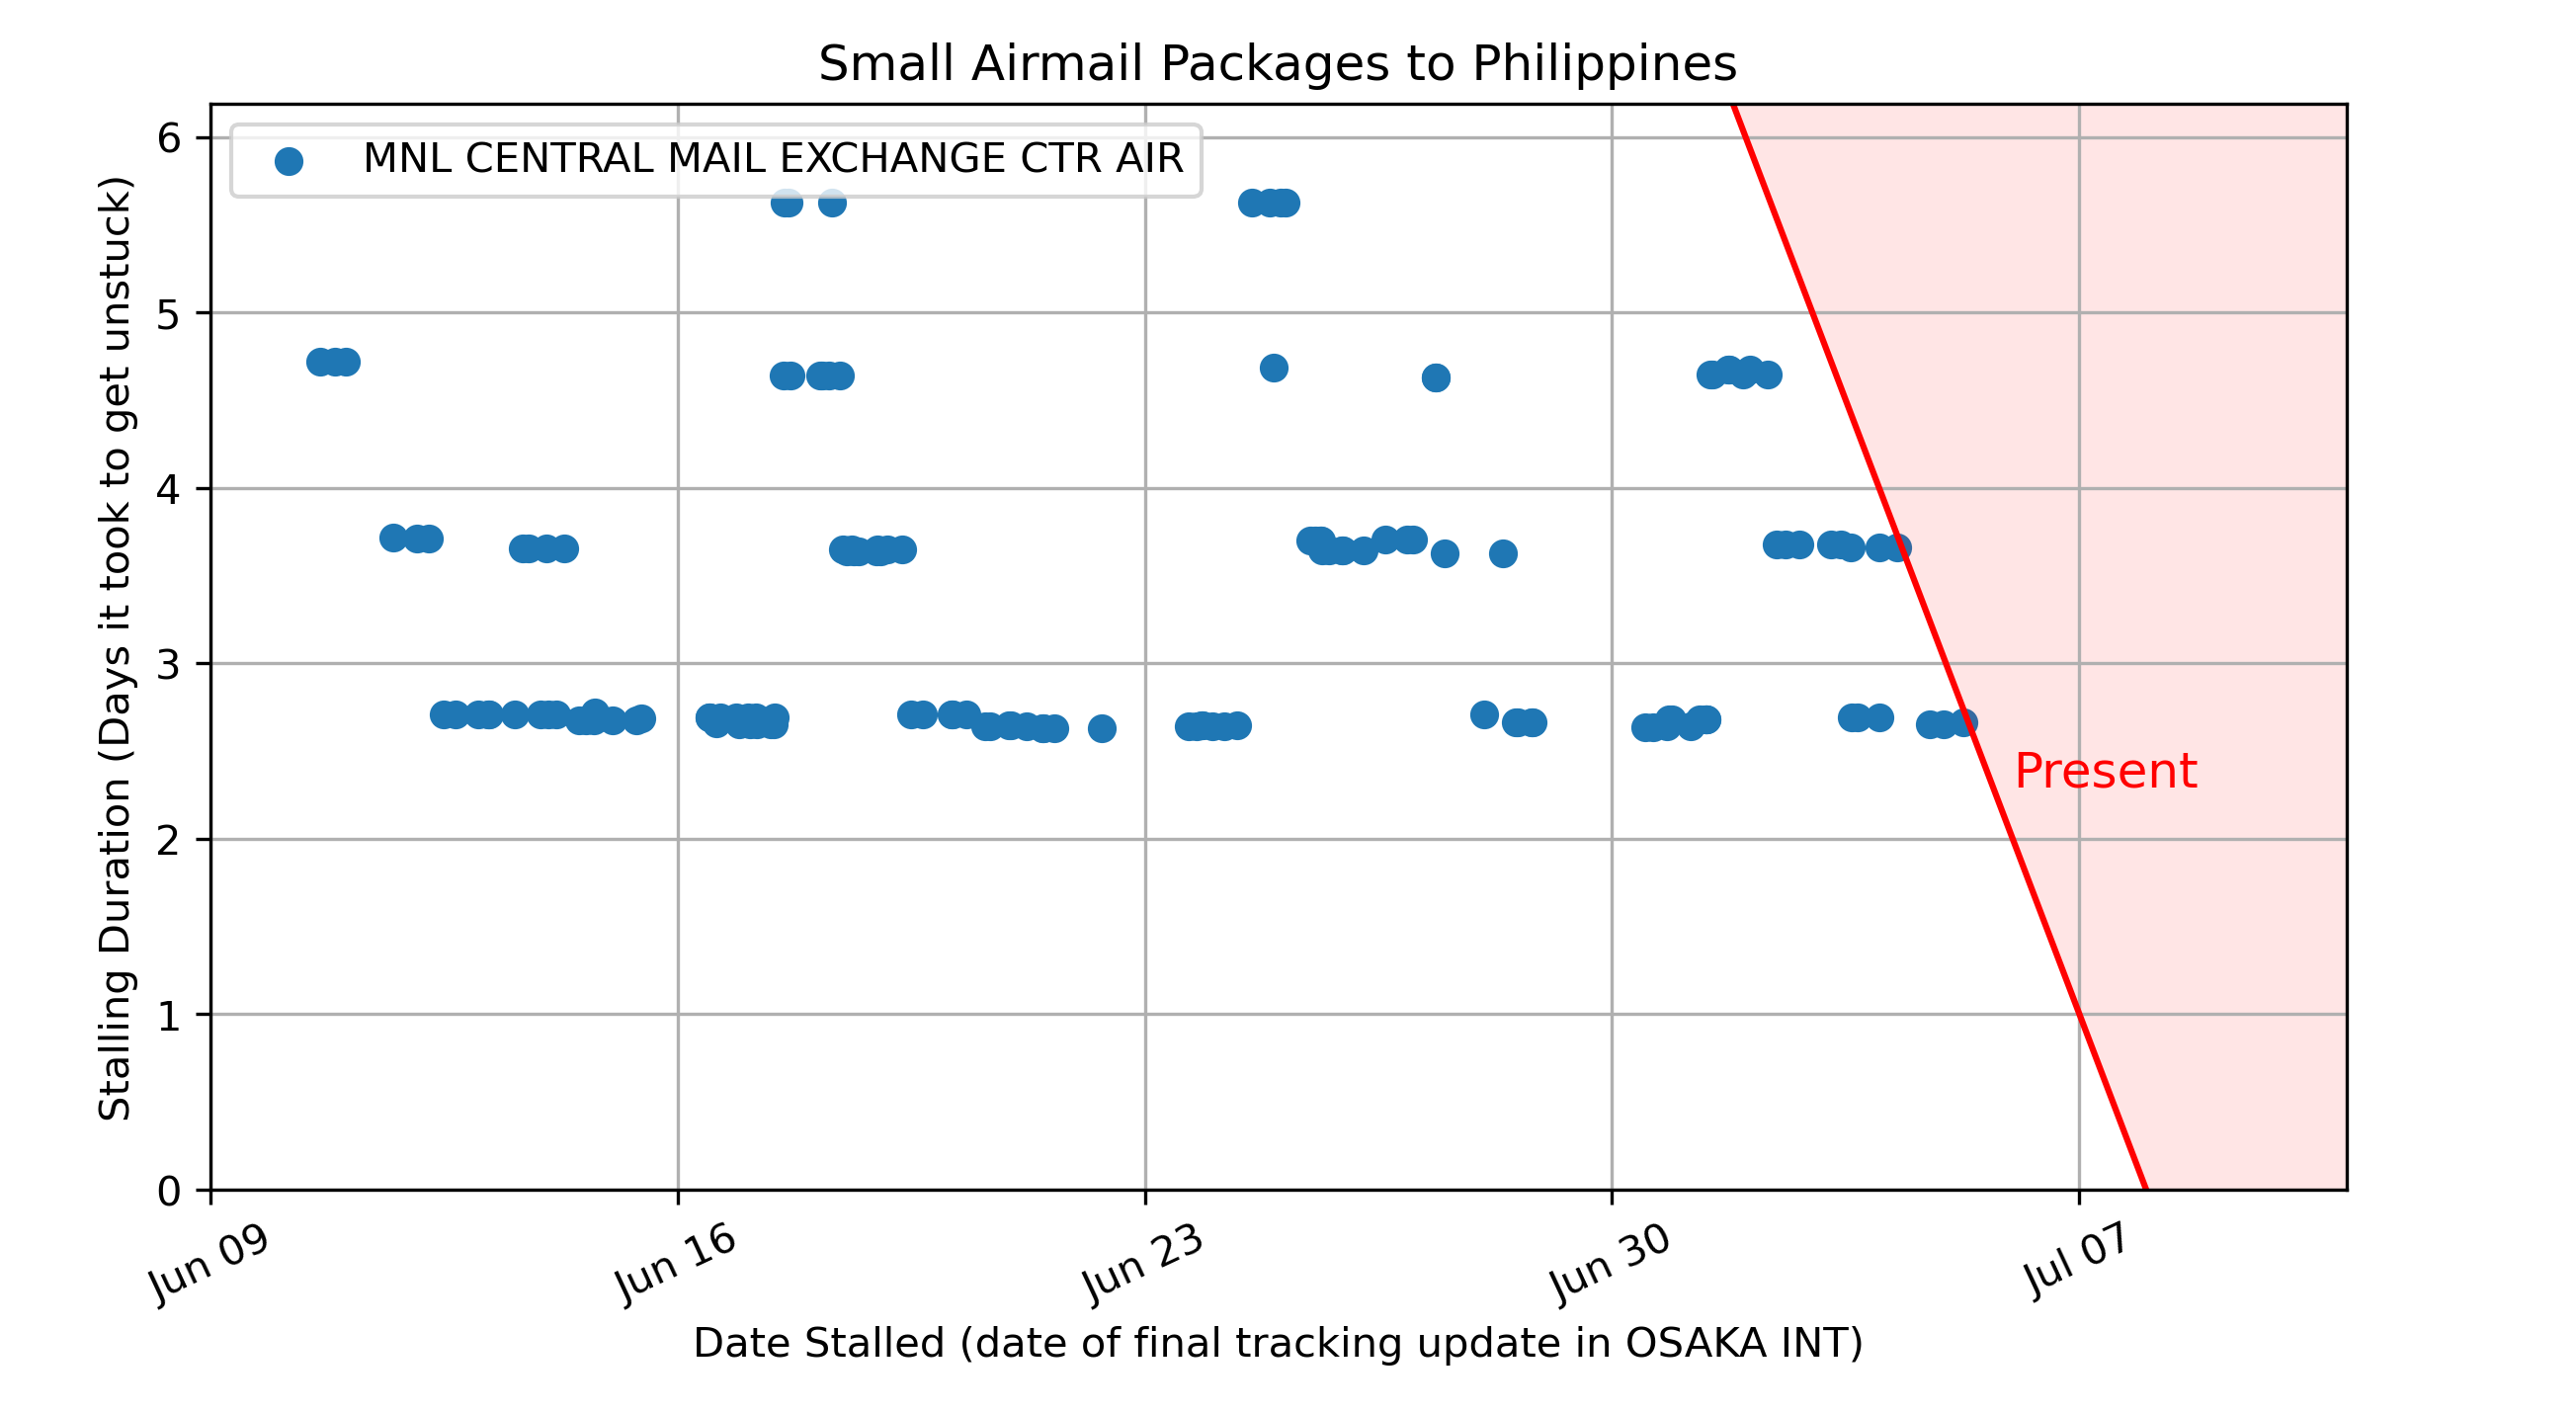 Small Airmail Packages to Philippines
MNL CENTRAL MAIL EXCHANGE CTR AIR
Stalling Duration (Days it took to get unstuck)
6
5
4
3
2
1
0
Present
Jun 09
Jun 16
Jun 23
Jun 30
Jul 07
Date Stalled (date of final tracking update in OSAKA INT)